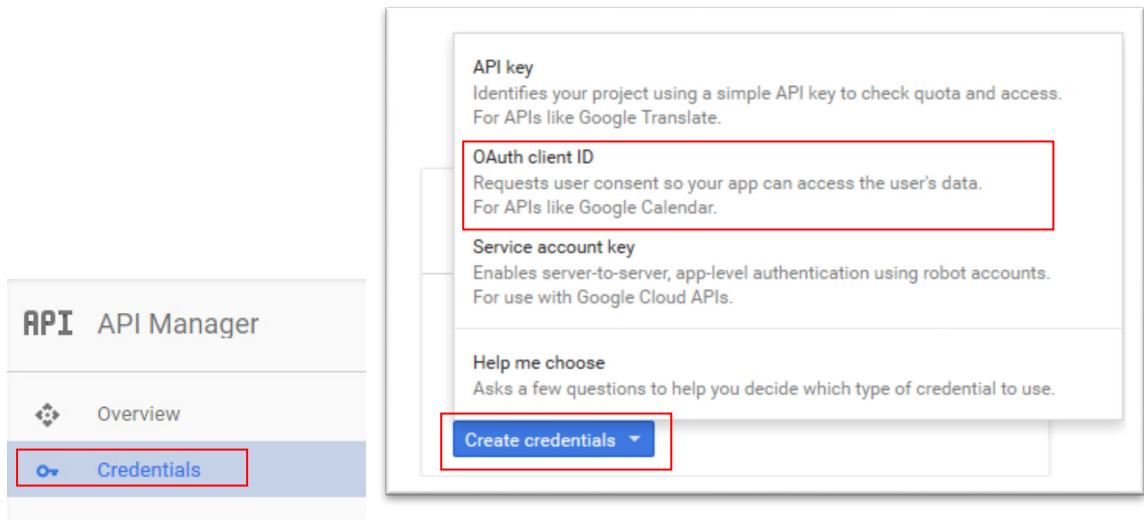 API API Manager
Overview
Credentials
API key
Identifies your project using a simple API key to check quota and access.
For APIs like Google Translate.
OAuth client ID
Requests user consent so your app can access the user's data.
For APIs like Google Calendar.
Service account key
Enables server-to-server, app-level authentication using robot accounts.
For use with Google Cloud APIs.
Help me choose
Asks a few questions to help you decide which type of credential to use.
Create credentials